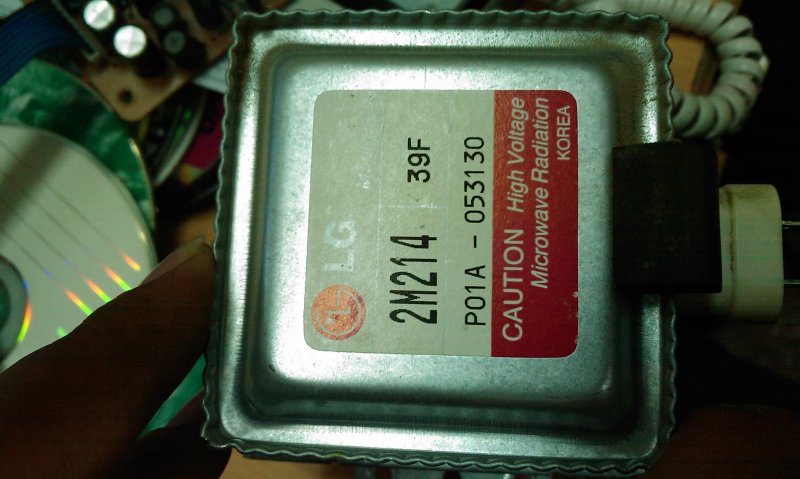 LG
2M214 39F
P01A - 053130
CAUTION High Voltage
Microwave Radiation
KOREA